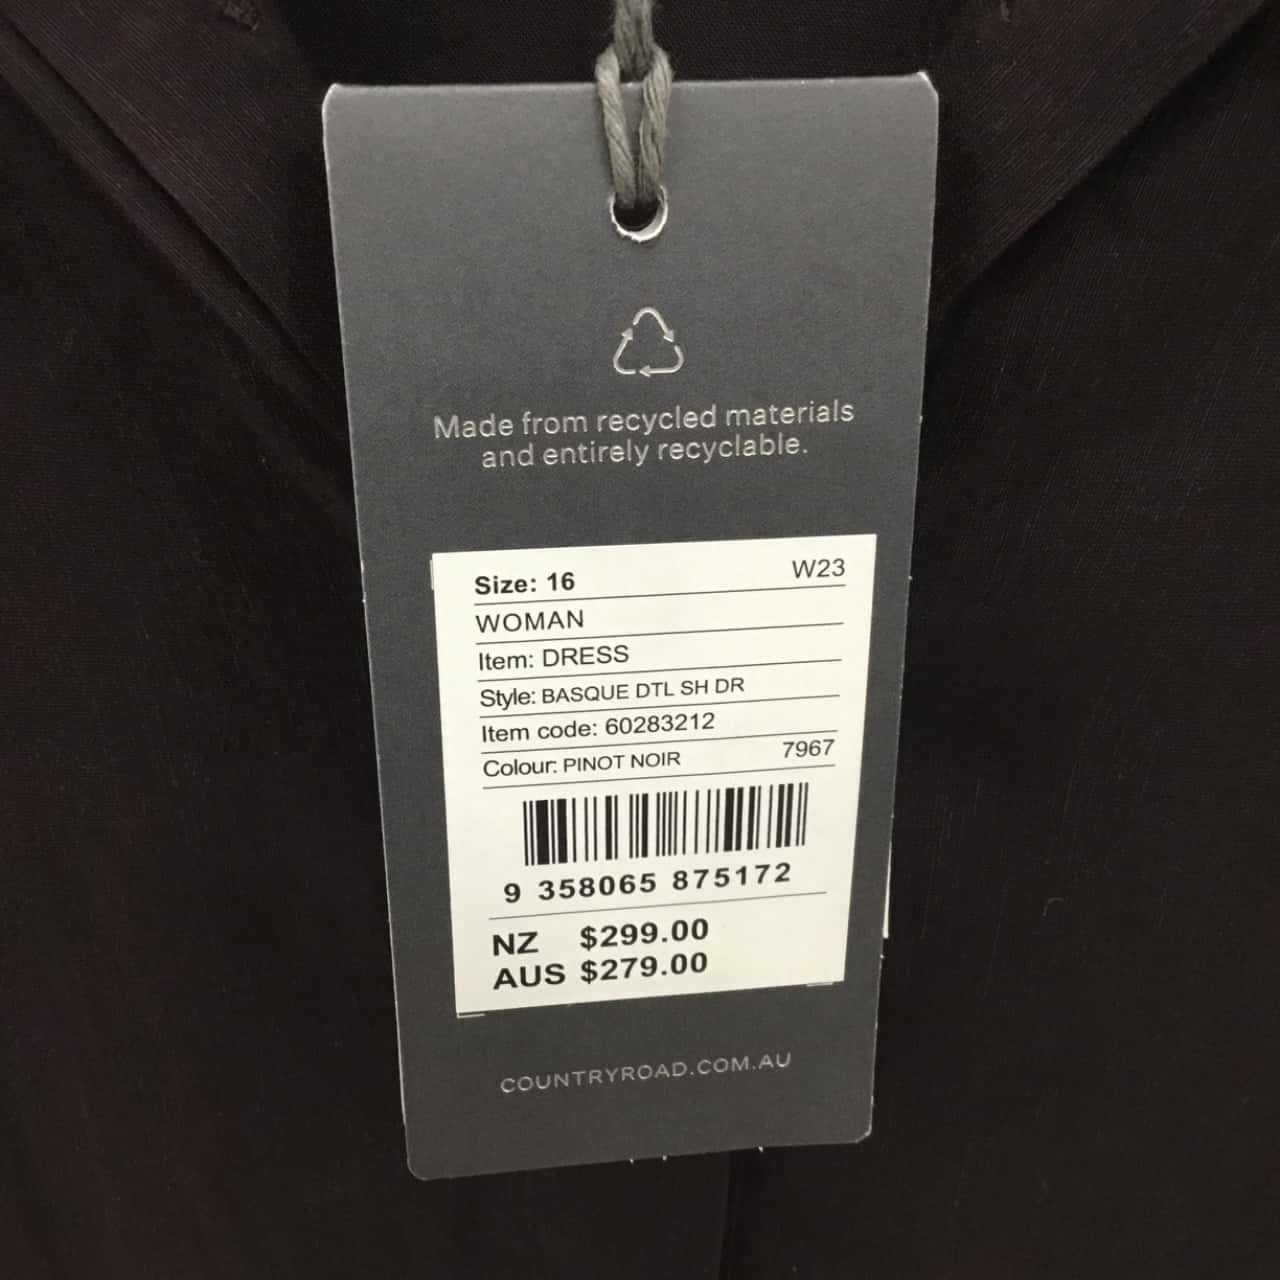 Made from recycled materials
and entirely recyclable.
Size: 16 W23
WOMAN
Item: DRESS
Style: BASQUE DTL SH DR
Item code: 60283212
Colour: PINOT NOIR 7967
9 358065 875172
NZ $299.00
AUS $279.00
COUNTRYROAD.COM.AU